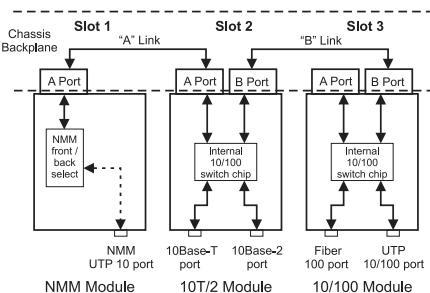 Slot 1
Slot 2
Slot 3
Chassis
Backplane
"A" Link
"B" Link
A Port
A Port
B Port
A Port
B Port
NMM
front /
back
select
Internal
10/100
switch chip
Internal
10/100
switch chip
NMM
UTP 10 port
10Base-T
port
10Base-2
port
Fiber
100 port
UTP
10/100 port
NMM Module
10T/2 Module
10/100 Module